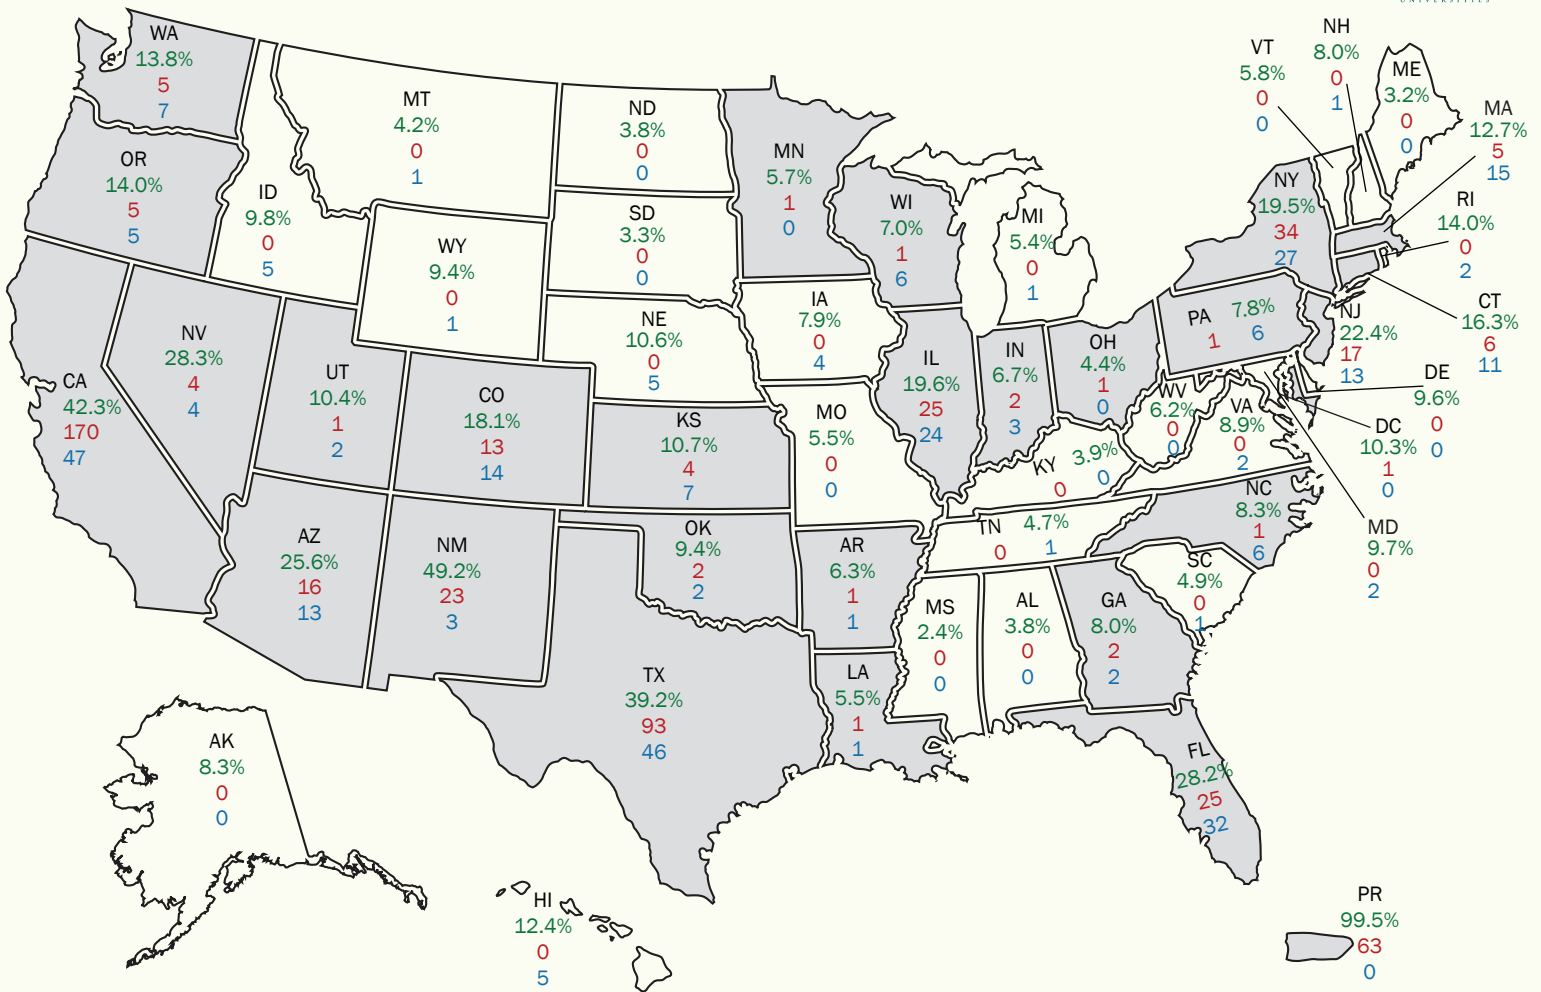 UNIVERSITIES
WA
13.8%
5
7
OR
14.0%
5
5
ID
9.8%
0
5
MT
4.2%
0
1
ND
3.8%
0
0
SD
3.3%
0
0
WY
9.4%
0
1
NE
10.6%
0
5
MN
5.7%
1
0
WI
7.0%
1
6
MI
5.4%
0
1
IA
7.9%
0
4
VT
5.8%
0
0
NH
8.0%
0
1
ME
3.2%
0
0
MA
12.7%
5
15
RI
14.0%
0
2
NY
19.5%
34
27
CT
16.3%
6
11
NJ
22.4%
17
13
PA 7.8%
1 6
DE
9.6%
0
0
DC
10.3%
1
0
MD
9.7%
0
2
CA
42.3%
170
47
NV
28.3%
4
4
UT
10.4%
1
2
CO
18.1%
13
14
KS
10.7%
4
7
MO
5.5%
0
0
IL
19.6%
25
24
IN
6.7%
2
3
OH
4.4%
1
0
WV
6.2%
0
0
VA
8.9%
0
2
KY 3.9%
0 0
TN 4.7%
0 1
NC
8.3%
1
6
SC
4.9%
0
1
AZ
25.6%
16
13
NM
49.2%
23
3
OK
9.4%
2
2
AR
6.3%
1
1
TX
39.2%
93
46
LA
5.5%
1
1
MS
2.4%
0
0
AL
3.8%
0
0
GA
8.0%
2
2
FL
28.2%
25
32
AK
8.3%
0
0
HI
12.4%
0
5
PR
99.5%
63
0